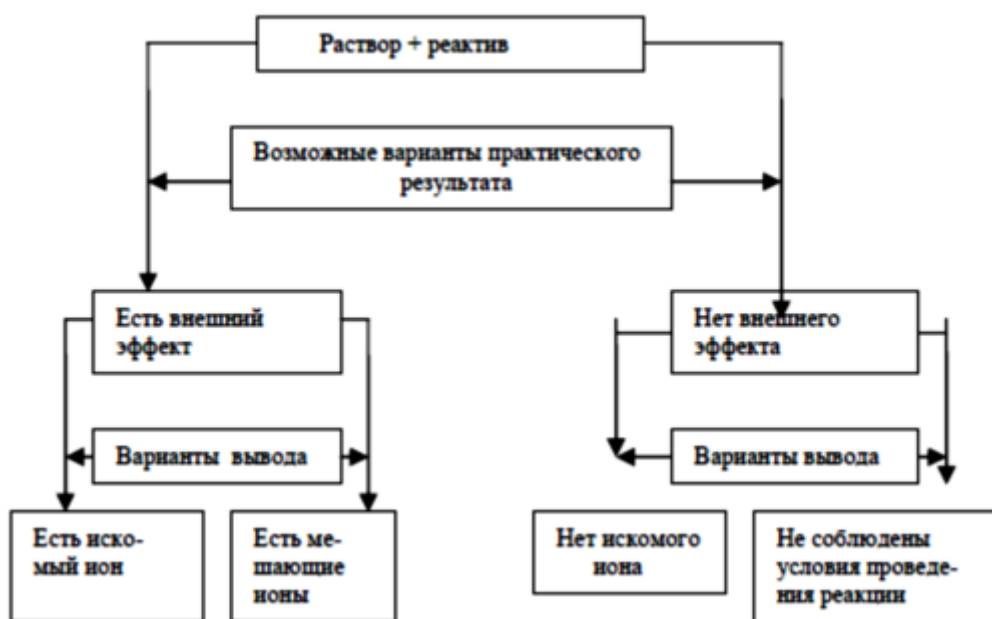 Раствор + реактив
Возможные варианты практического
результата
Есть внешний
эффект
Нет внешнего
эффекта
Варианты вывода
Варианты вывода
Есть иско-
мый ион
Есть ме-
шающие
ионы
Нет искомого
иона
Не соблюдены
условия проведе-
ния реакции